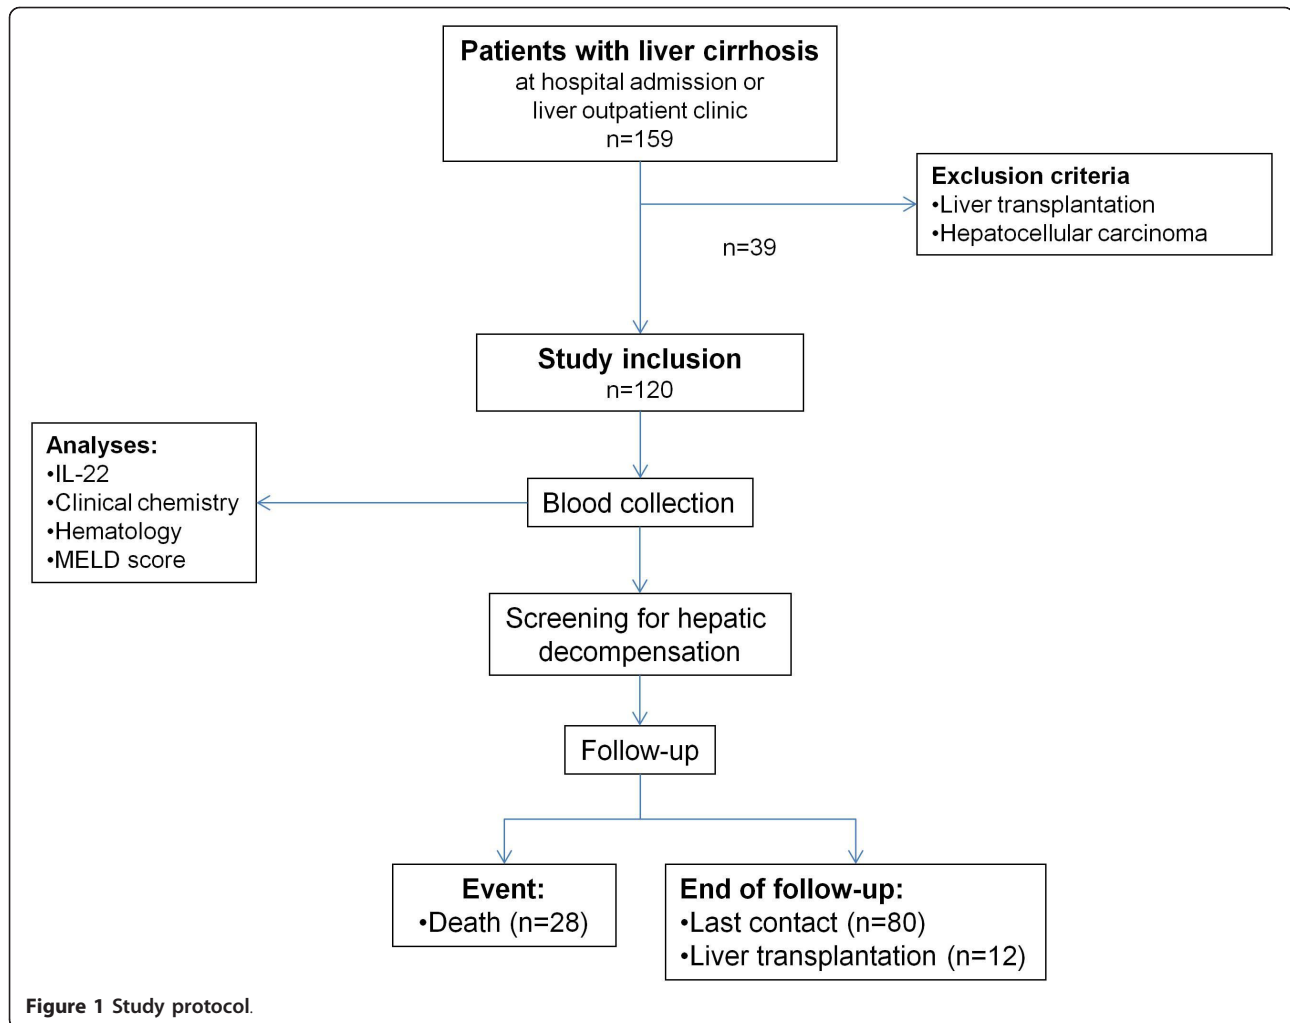 Patients with liver cirrhosis
at hospital admission or
liver outpatient clinic
n=159
Exclusion criteria
•Liver transplantation
•Hepatocellular carcinoma
n=39
Study inclusion
n=120
Analyses:
•IL-22
•Clinical chemistry
•Hematology
•MELD score
Blood collection
Screening for hepatic
decompensation
Follow-up
Event:
•Death (n=28)
End of follow-up:
•Last contact (n=80)
•Liver transplantation (n=12)
Figure 1 Study protocol.